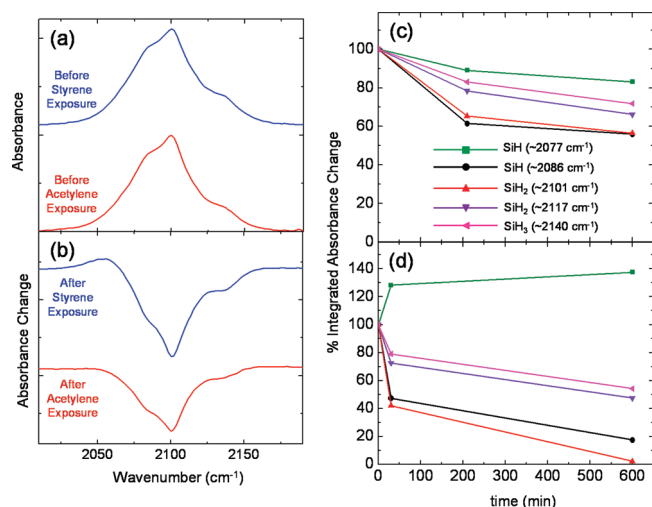 (a)
Before
Styrene
Exposure
Before
Acetylene
Exposure
Absorbance
(b)
After
Styrene
Exposure
After
Acetylene
Exposure
Absorbance Change
2050 2100 2150
Wavenumber (cm⁻¹)
(c)
100
80
60
40
20
0
SiH (~2077 cm⁻¹)
SiH (~2086 cm⁻¹)
SiH₂ (~2101 cm⁻¹)
SiH₂ (~2117 cm⁻¹)
SiH₃ (~2140 cm⁻¹)
% Integrated Absorbance Change
(d)
140
120
100
80
60
40
20
0
0 100 200 300 400 500 600
time (min)